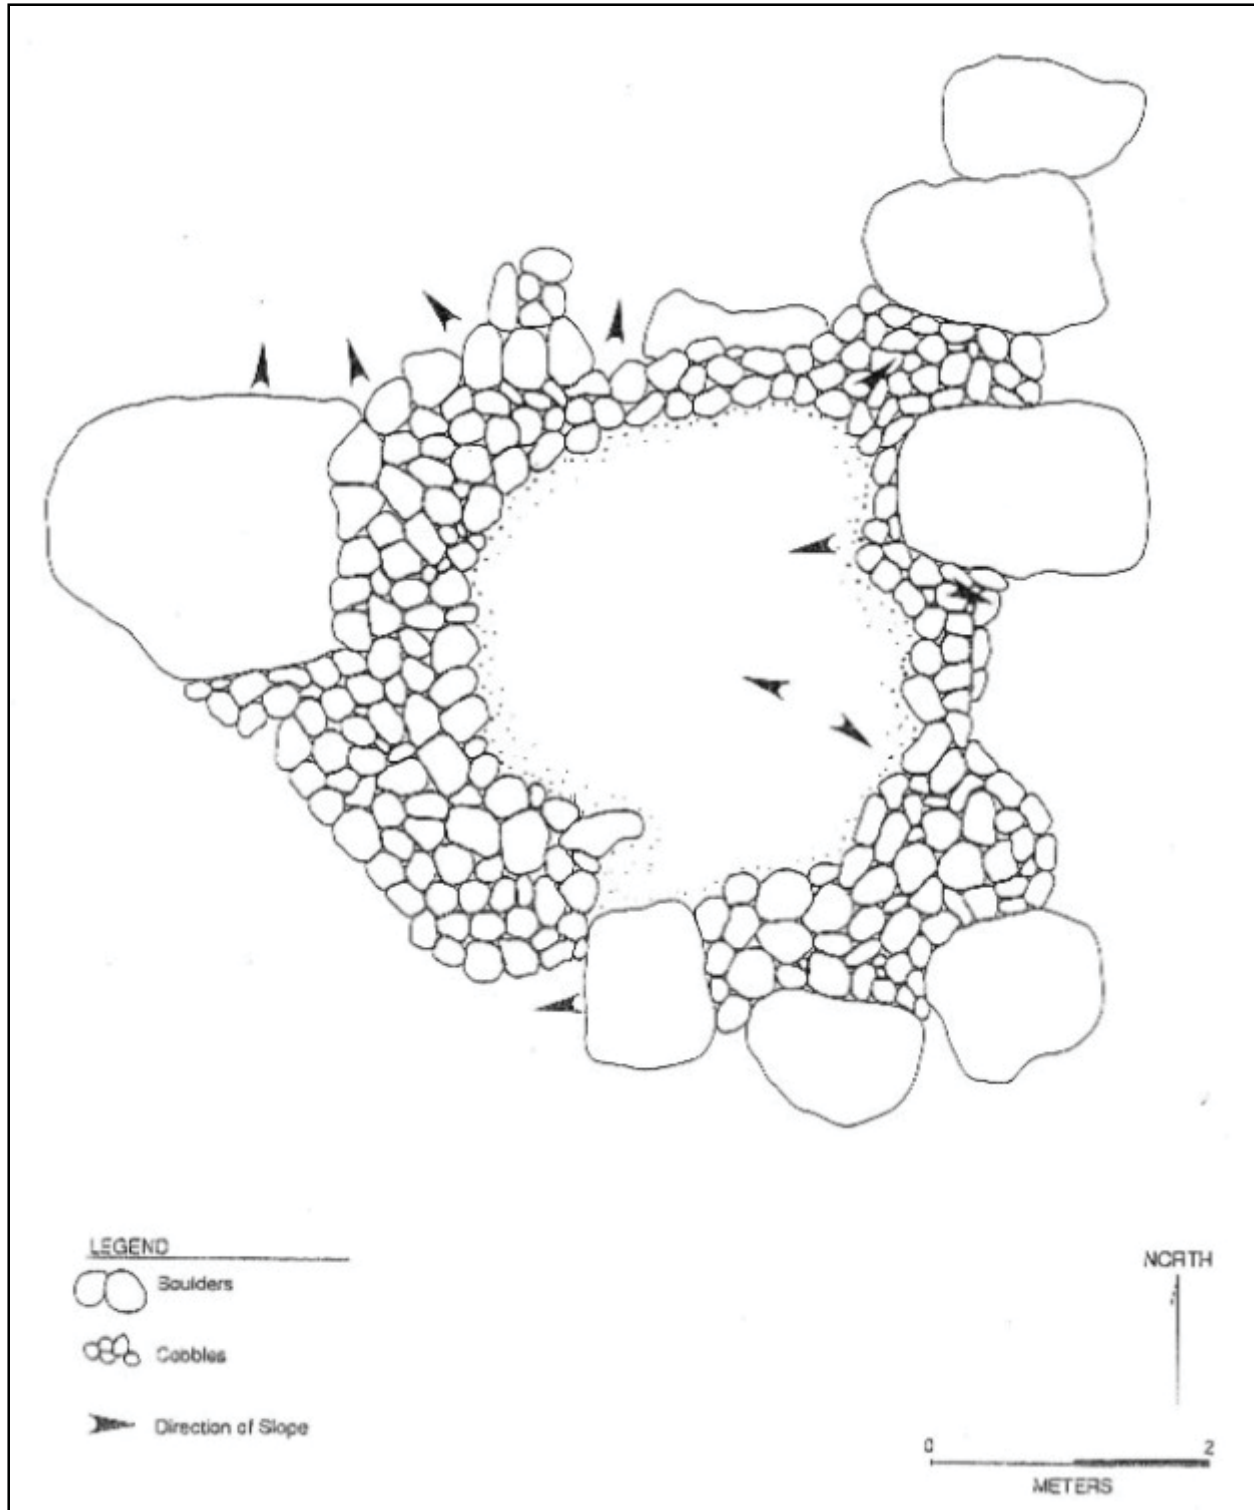 LEGEND
Boulders
Cobbles
Direction of Slope
NORTH
0 2
METERS